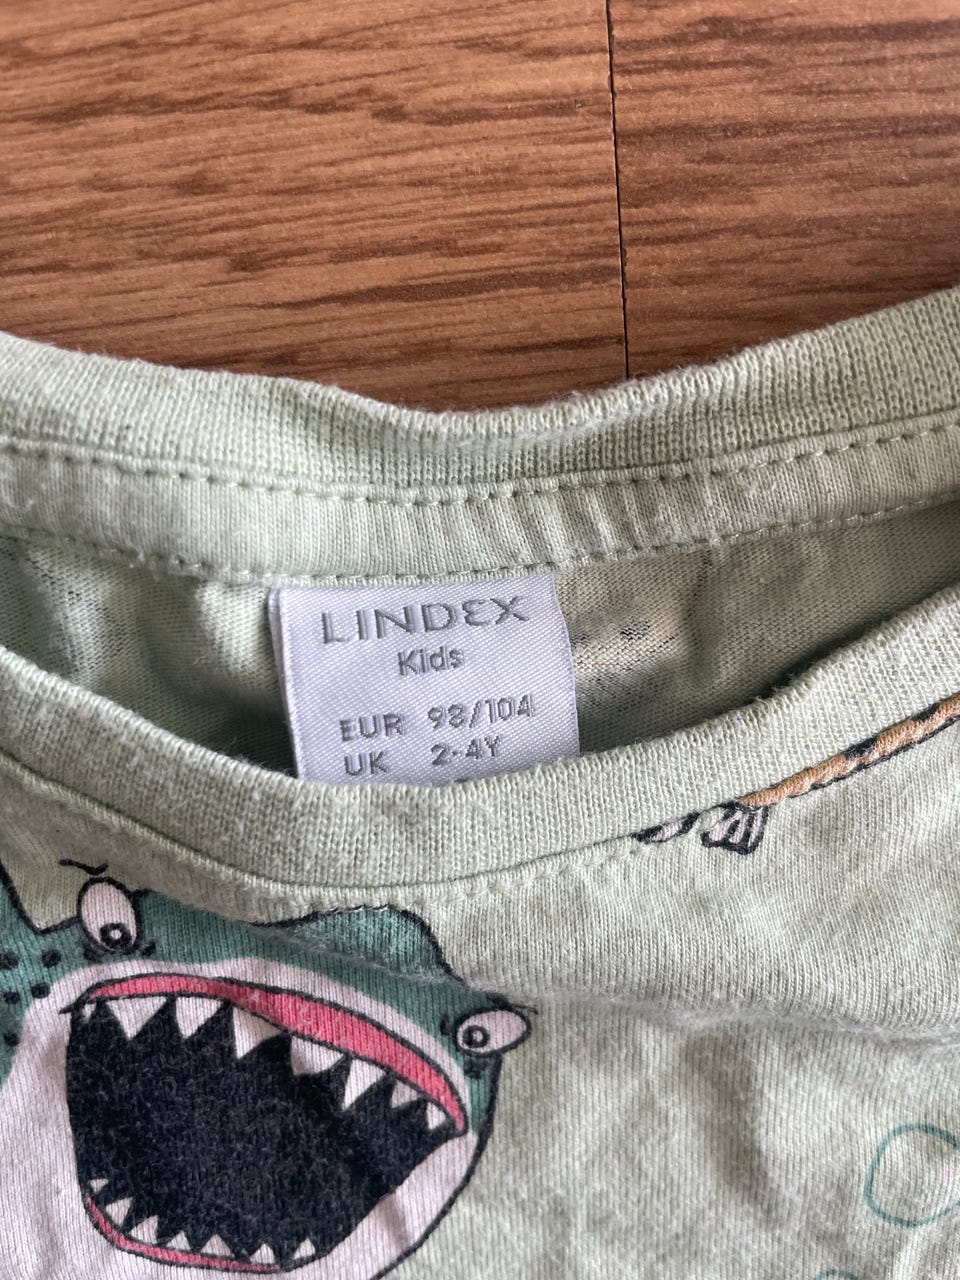 LINDEX
Kids
EUR 98/104
UK 2-4Y